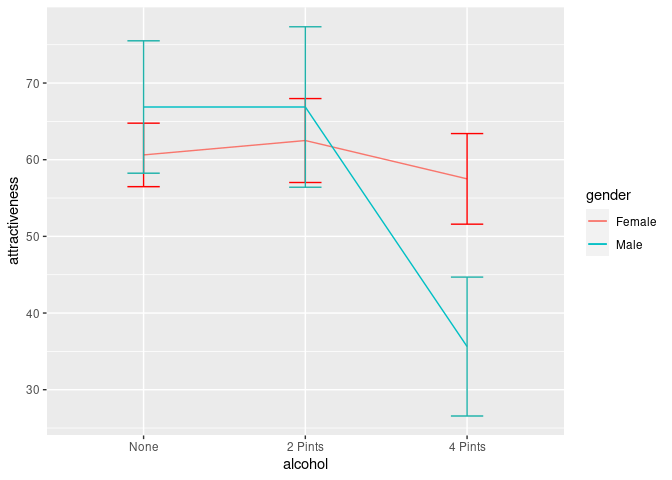 70
60
50
40
30
attractiveness
None
2 Pints
4 Pints
alcohol
gender
Female
Male